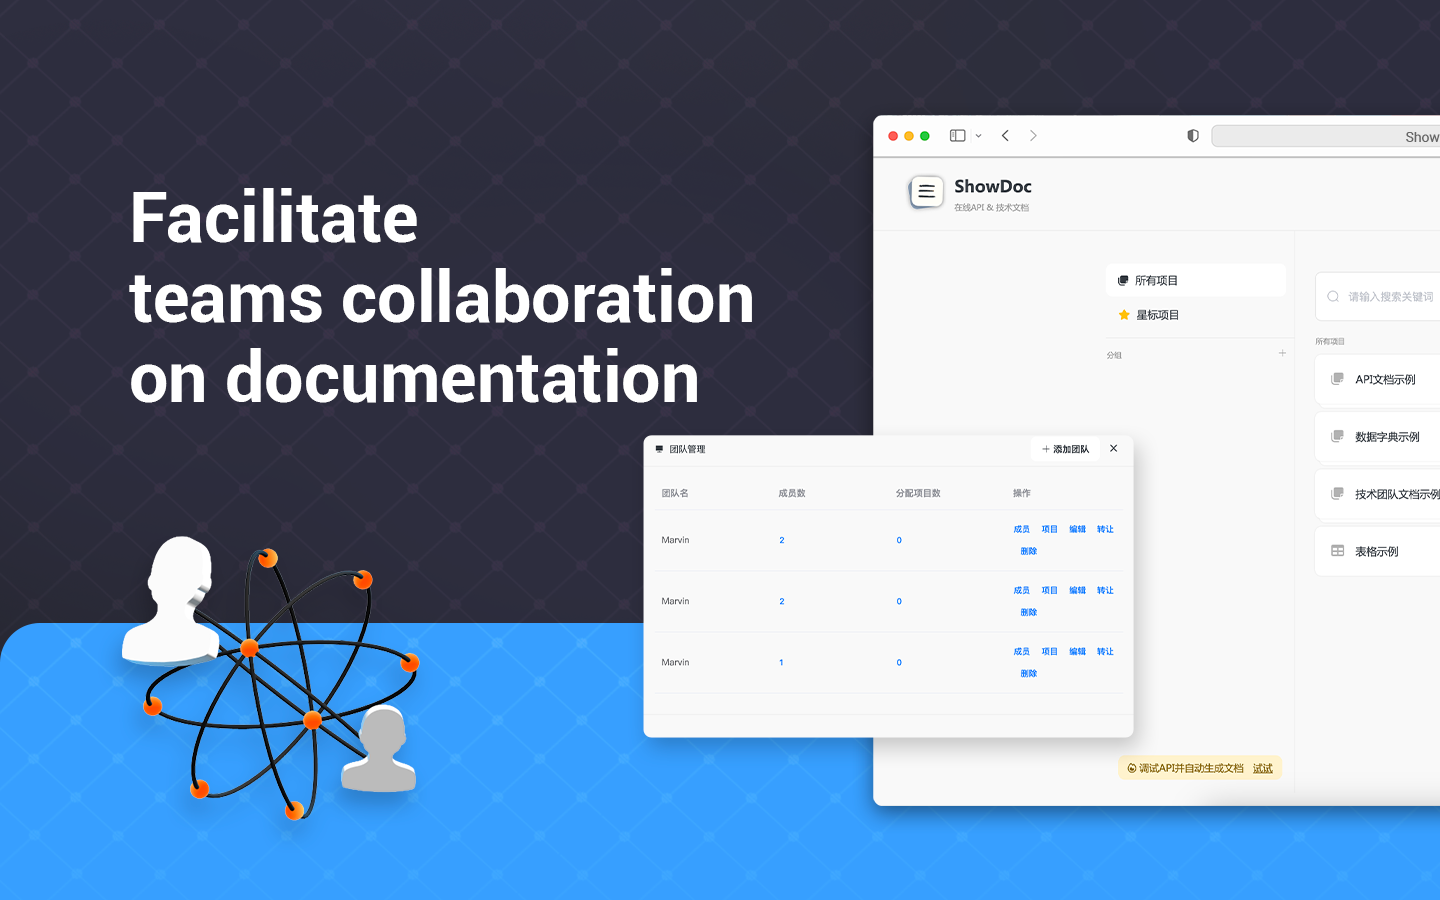 Facilitate
teams collaboration
on documentation
Show
ShowDoc
在线API & 技术文档
所有项目
星标项目
分组
请输入搜索关键词
所有项目
API文档示例
数据字典示例
技术团队文档示例
表格示例
团队管理
添加团队
团队名 成员数 分配项目数 操作
Marvin 2 0 成员 项目 编辑 转让
删除
Marvin 2 0 成员 项目 编辑 转让
删除
Marvin 1 0 成员 项目 编辑 转让
删除
调试API并自动生成文档 试试